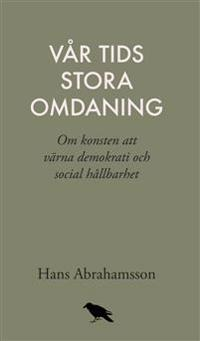 VÅR TIDS
STORA
OMDANING
Om konsten att
värna demokrati och
social hållbarhet
Hans Abrahamsson